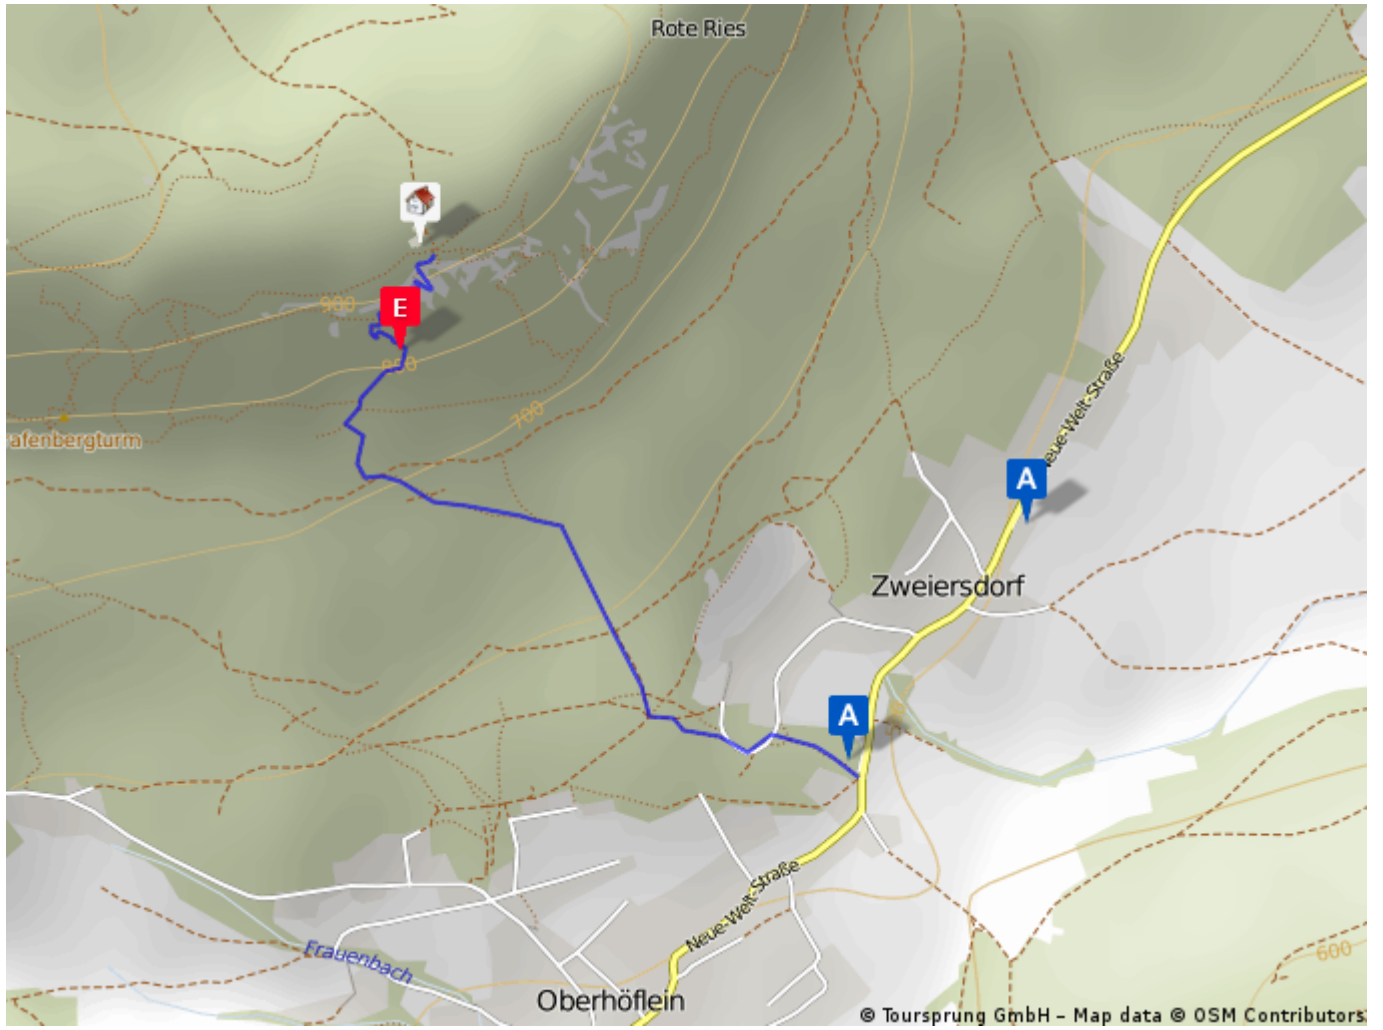 Rote Ries
900
E
850
700
afenbergturm
A
Neue-Welt-Straße
Zweiersdorf
A
Neue-Welt-Straße
Frauenbach
600
Oberhöflein
© Toursprung GmbH – Map data © OSM Contributors